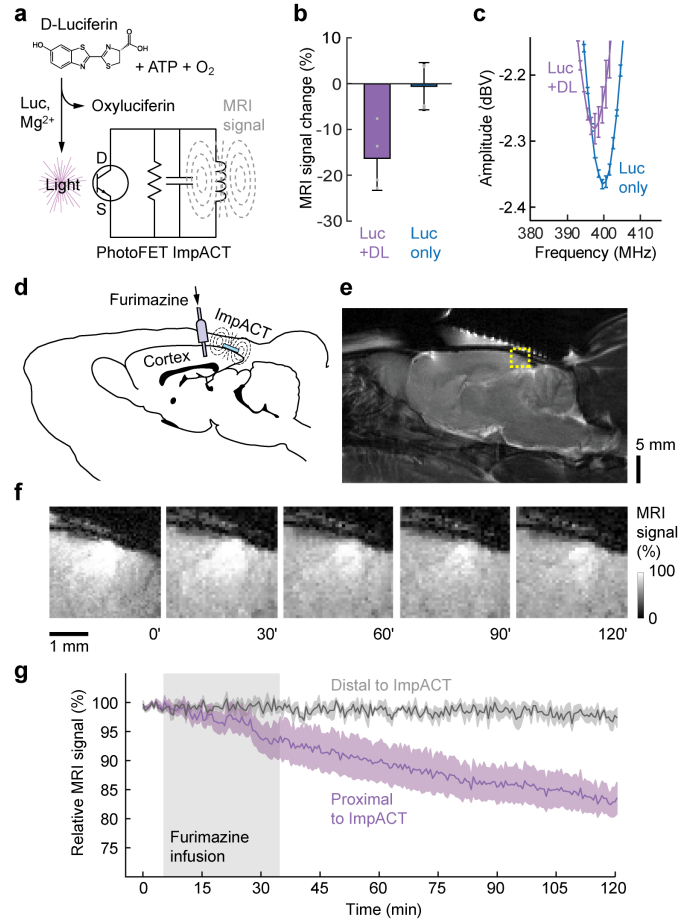 a
D-Luciferin
HO
S
N
N
S
O
OH
+ ATP + O₂
Luc,
Mg²⁺
Oxyluciferin
MRI
signal
Light
D
S
PhotoFET ImpACT
b
MRI signal change (%)
10
0
-10
-20
-30
Luc
+DL
Luc
only
c
Amplitude (dBV)
-2.2
-2.3
-2.4
Luc
+DL
Luc
only
380 390 400 410
Frequency (MHz)
d
Furimazine
ImpACT
Cortex
e
5 mm
f
MRI
signal
(%)
100
0
1 mm
0' 30' 60' 90' 120'
g
Relative MRI signal (%)
100
95
90
85
80
75
Distal to ImpACT
Proximal
to ImpACT
Furimazine
infusion
0 15 30 45 60 75 90 105 120
Time (min)